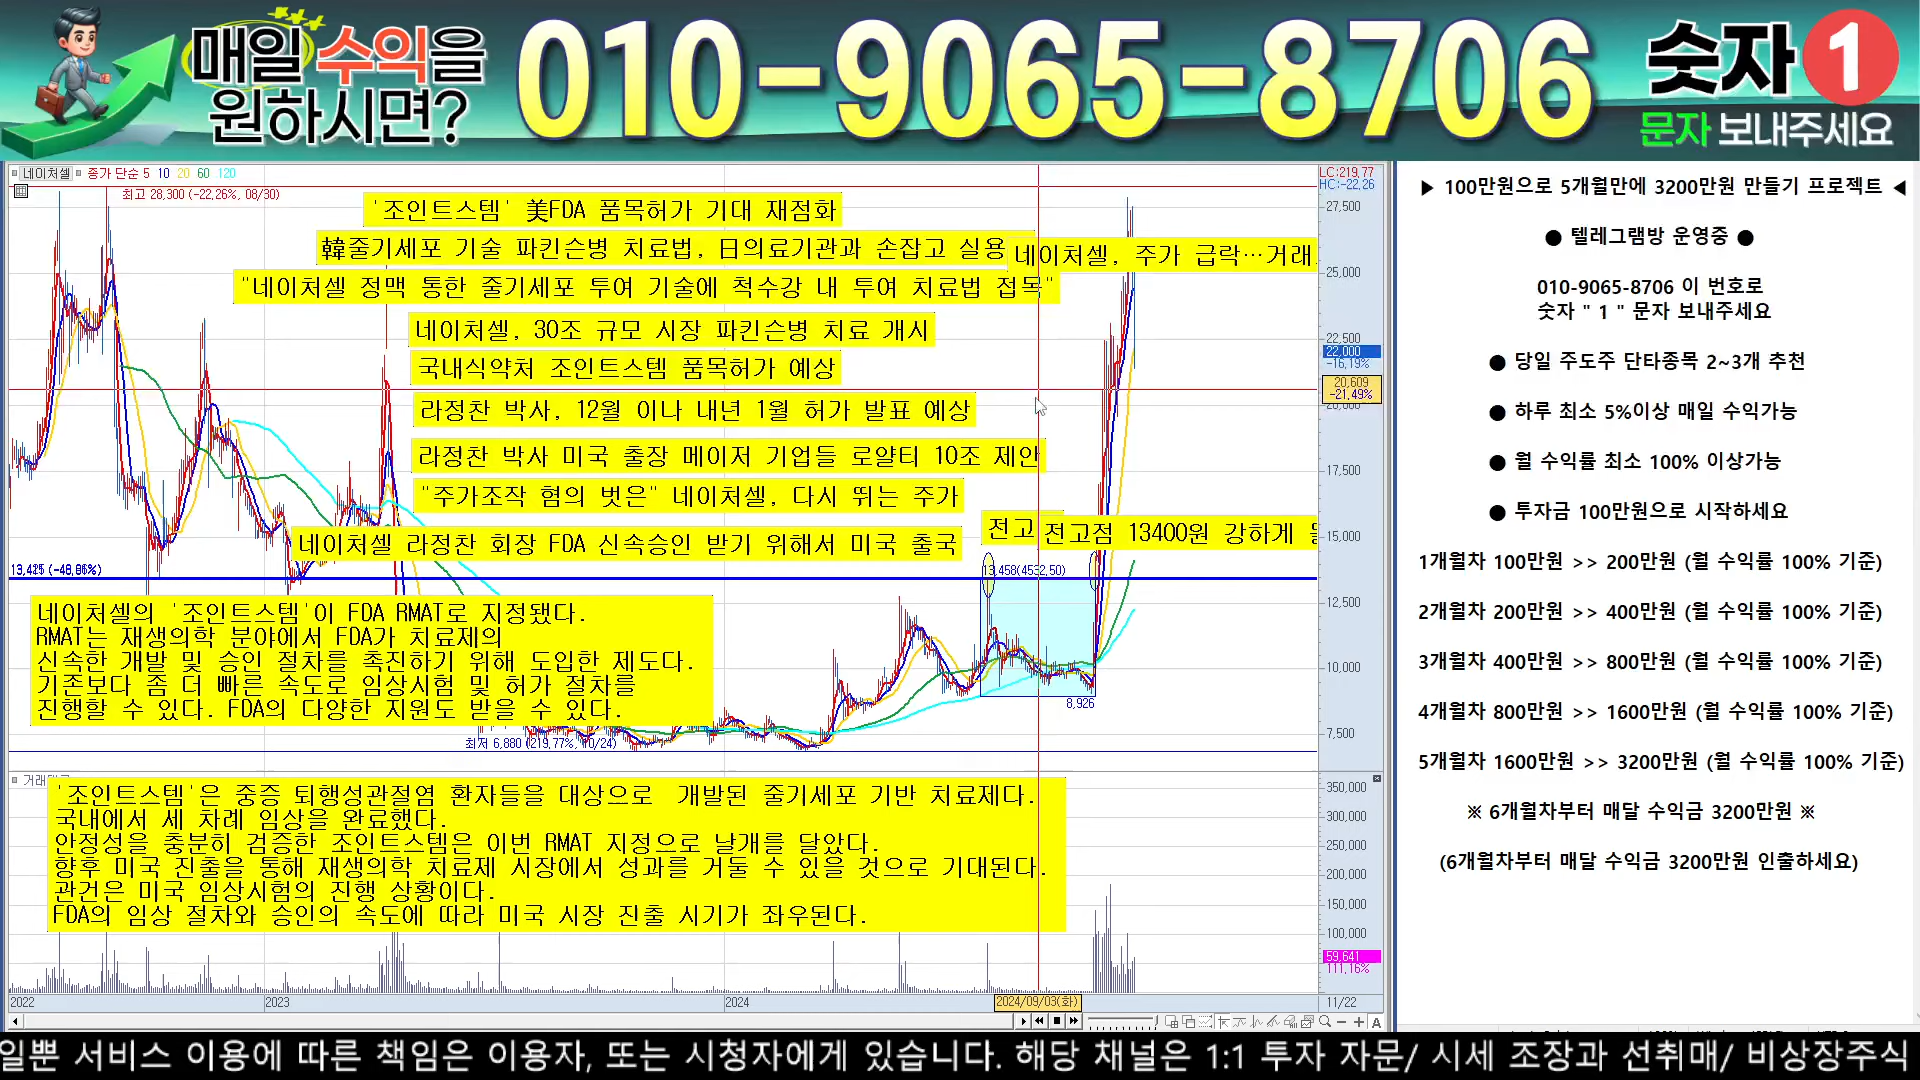 매일 수익을
원하시면?
010-9065-8706
숫자 1
문자 보내주세요
네이처셀 종가 단순 5 10 20 60 120
최고 28,300 (-22,26%, 08/30)
LC:219,77
HC:-22,26
'조인트스템' 美FDA 품목허가 기대 재점화
韓줄기세포 기술 파킨슨병 치료법, 日의료기관과 손잡고 실용
네이처셀, 주가 급락…거래
"네이처셀 정맥 통한 줄기세포 투여 기술에 척수강 내 투여 치료법 접목"
네이처셀, 30조 규모 시장 파킨슨병 치료 개시
국내식약처 조인트스템 품목허가 예상
라정찬 박사, 12월 이나 내년 1월 허가 발표 예상
라정찬 박사 미국 출장 메이저 기업들 로얄티 10조 제안
"주가조작 혐의 벗은" 네이처셀, 다시 뛰는 주가
전고
전고점 13400원 강하게
네이처셀 라정찬 회장 FDA 신속승인 받기 위해서 미국 출국
13,458(4532,50)
네이처셀의 '조인트스템'이 FDA RMAT로 지정됐다.
RMAT는 재생의학 분야에서 FDA가 치료제의
신속한 개발 및 승인 절차를 촉진하기 위해 도입한 제도다.
기존보다 좀 더 빠른 속도로 임상시험 및 허가 절차를
진행할 수 있다. FDA의 다양한 지원도 받을 수 있다.
8,926
최저 6,880 (219,77%, 10/24)
27,500
25,000
22,500
22,000
-16,19%
20,609
-21,49%
20,000
17,500
15,000
12,500
10,000
7,500
'조인트스템'은 중증 퇴행성관절염 환자들을 대상으로 개발된 줄기세포 기반 치료제다.
국내에서 세 차례 임상을 완료했다.
안정성을 충분히 검증한 조인트스템은 이번 RMAT 지정으로 날개를 달았다.
향후 미국 진출을 통해 재생의학 치료제 시장에서 성과를 거둘 수 있을 것으로 기대된다.
관건은 미국 임상시험의 진행 상황이다.
FDA의 임상 절차와 승인의 속도에 따라 미국 시장 진출 시기가 좌우된다.
350,000
300,000
250,000
200,000
150,000
100,000
59,641
111,16%
2022 2023 2024 2024/09/03(화) 11/22
▶ 100만원으로 5개월만에 3200만원 만들기 프로젝트 ◀
● 텔레그램방 운영중 ●
010-9065-8706 이 번호로
숫자 " 1 " 문자 보내주세요
● 당일 주도주 단타종목 2~3개 추천
● 하루 최소 5%이상 매일 수익가능
● 월 수익률 최소 100% 이상가능
● 투자금 100만원으로 시작하세요
1개월차 100만원 >> 200만원 (월 수익률 100% 기준)
2개월차 200만원 >> 400만원 (월 수익률 100% 기준)
3개월차 400만원 >> 800만원 (월 수익률 100% 기준)
4개월차 800만원 >> 1600만원 (월 수익률 100% 기준)
5개월차 1600만원 >> 3200만원 (월 수익률 100% 기준)
※ 6개월차부터 매달 수익금 3200만원 ※
(6개월차부터 매달 수익금 3200만원 인출하세요)
일뿐 서비스 이용에 따른 책임은 이용자, 또는 시청자에게 있습니다. 해당 채널은 1:1 투자 자문/ 시세 조장과 선취매/ 비상장주식